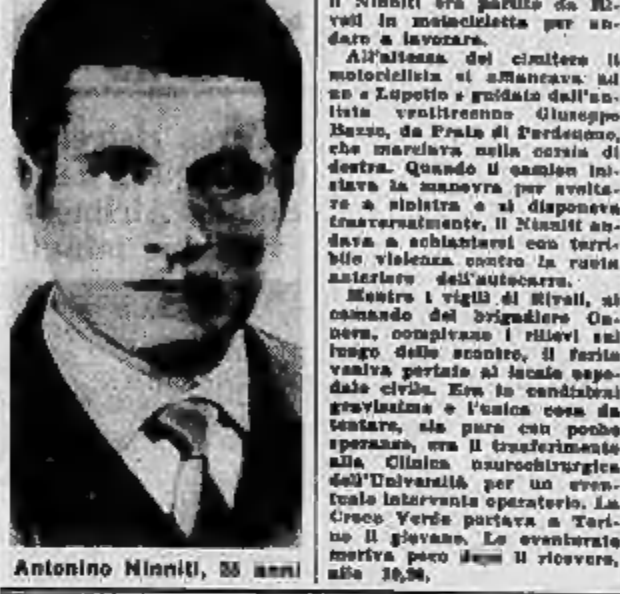 il Ninniti era partito da Ri-
voli in motocicletta per an-
dare a lavorare.
All'altezza del cimitero il
motociclista si affiancava ad
un « Lupetto » guidato dall'au-
tista ventitreenne Giuseppe
da Prata di Pordenone,
che marciava nella corsia di
destra. Quando il camion ini-
ziava la manovra per svolta-
re a sinistra e si disponeva
trasversalmente, il Ninniti an-
dava a schiantarsi con terri-
bile violenza contro la ruota
anteriore dell'autocarro.
Mentre i vigili di Rivoli, al
comando del brigadiere
compivano i rilievi sul
luogo dello scontro, il ferito
veniva portato al locale ospe-
dale civile. Era in condizioni
gravissime e l'unica cosa da
tentare, sia pure con poche
speranze, era il trasferimento
alla Clinica neurochirurgica
dell'Università per un even-
tuale intervento operatorio. La
Croce Verde portava a Tori-
no il giovane. Lo sventurato
moriva poco dopo il ricovero,
alle
Antonino Ninniti, anni